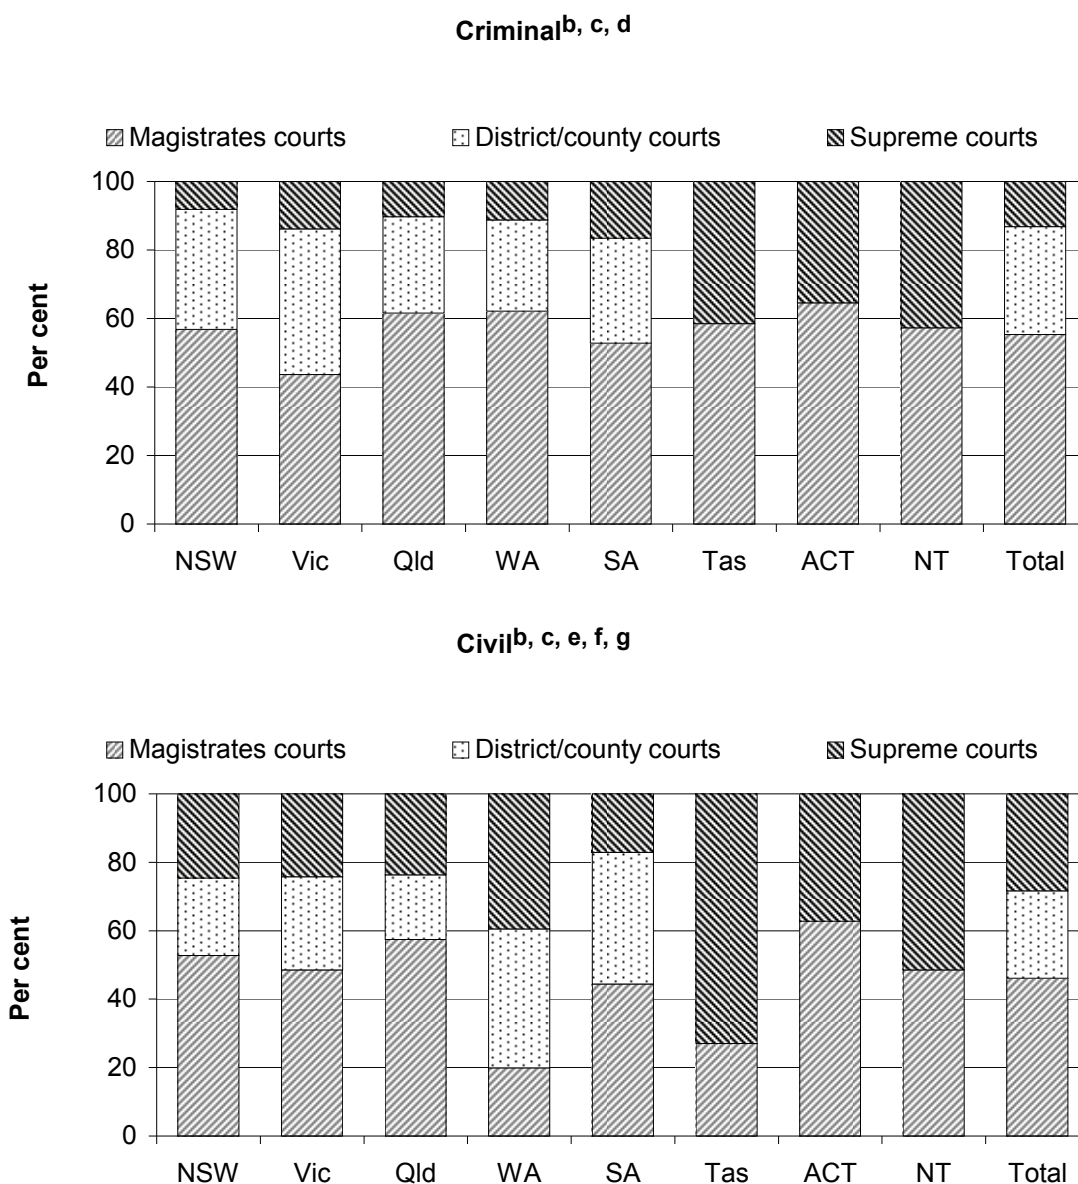 Criminalb, c, d
Magistrates courts District/county courts Supreme courts
100
80
60
40
20
0
Per cent
NSW Vic Qld WA SA Tas ACT NT Total
Civilb, c, e, f, g
Magistrates courts District/county courts Supreme courts
100
80
60
40
20
0
Per cent
NSW Vic Qld WA SA Tas ACT NT Total